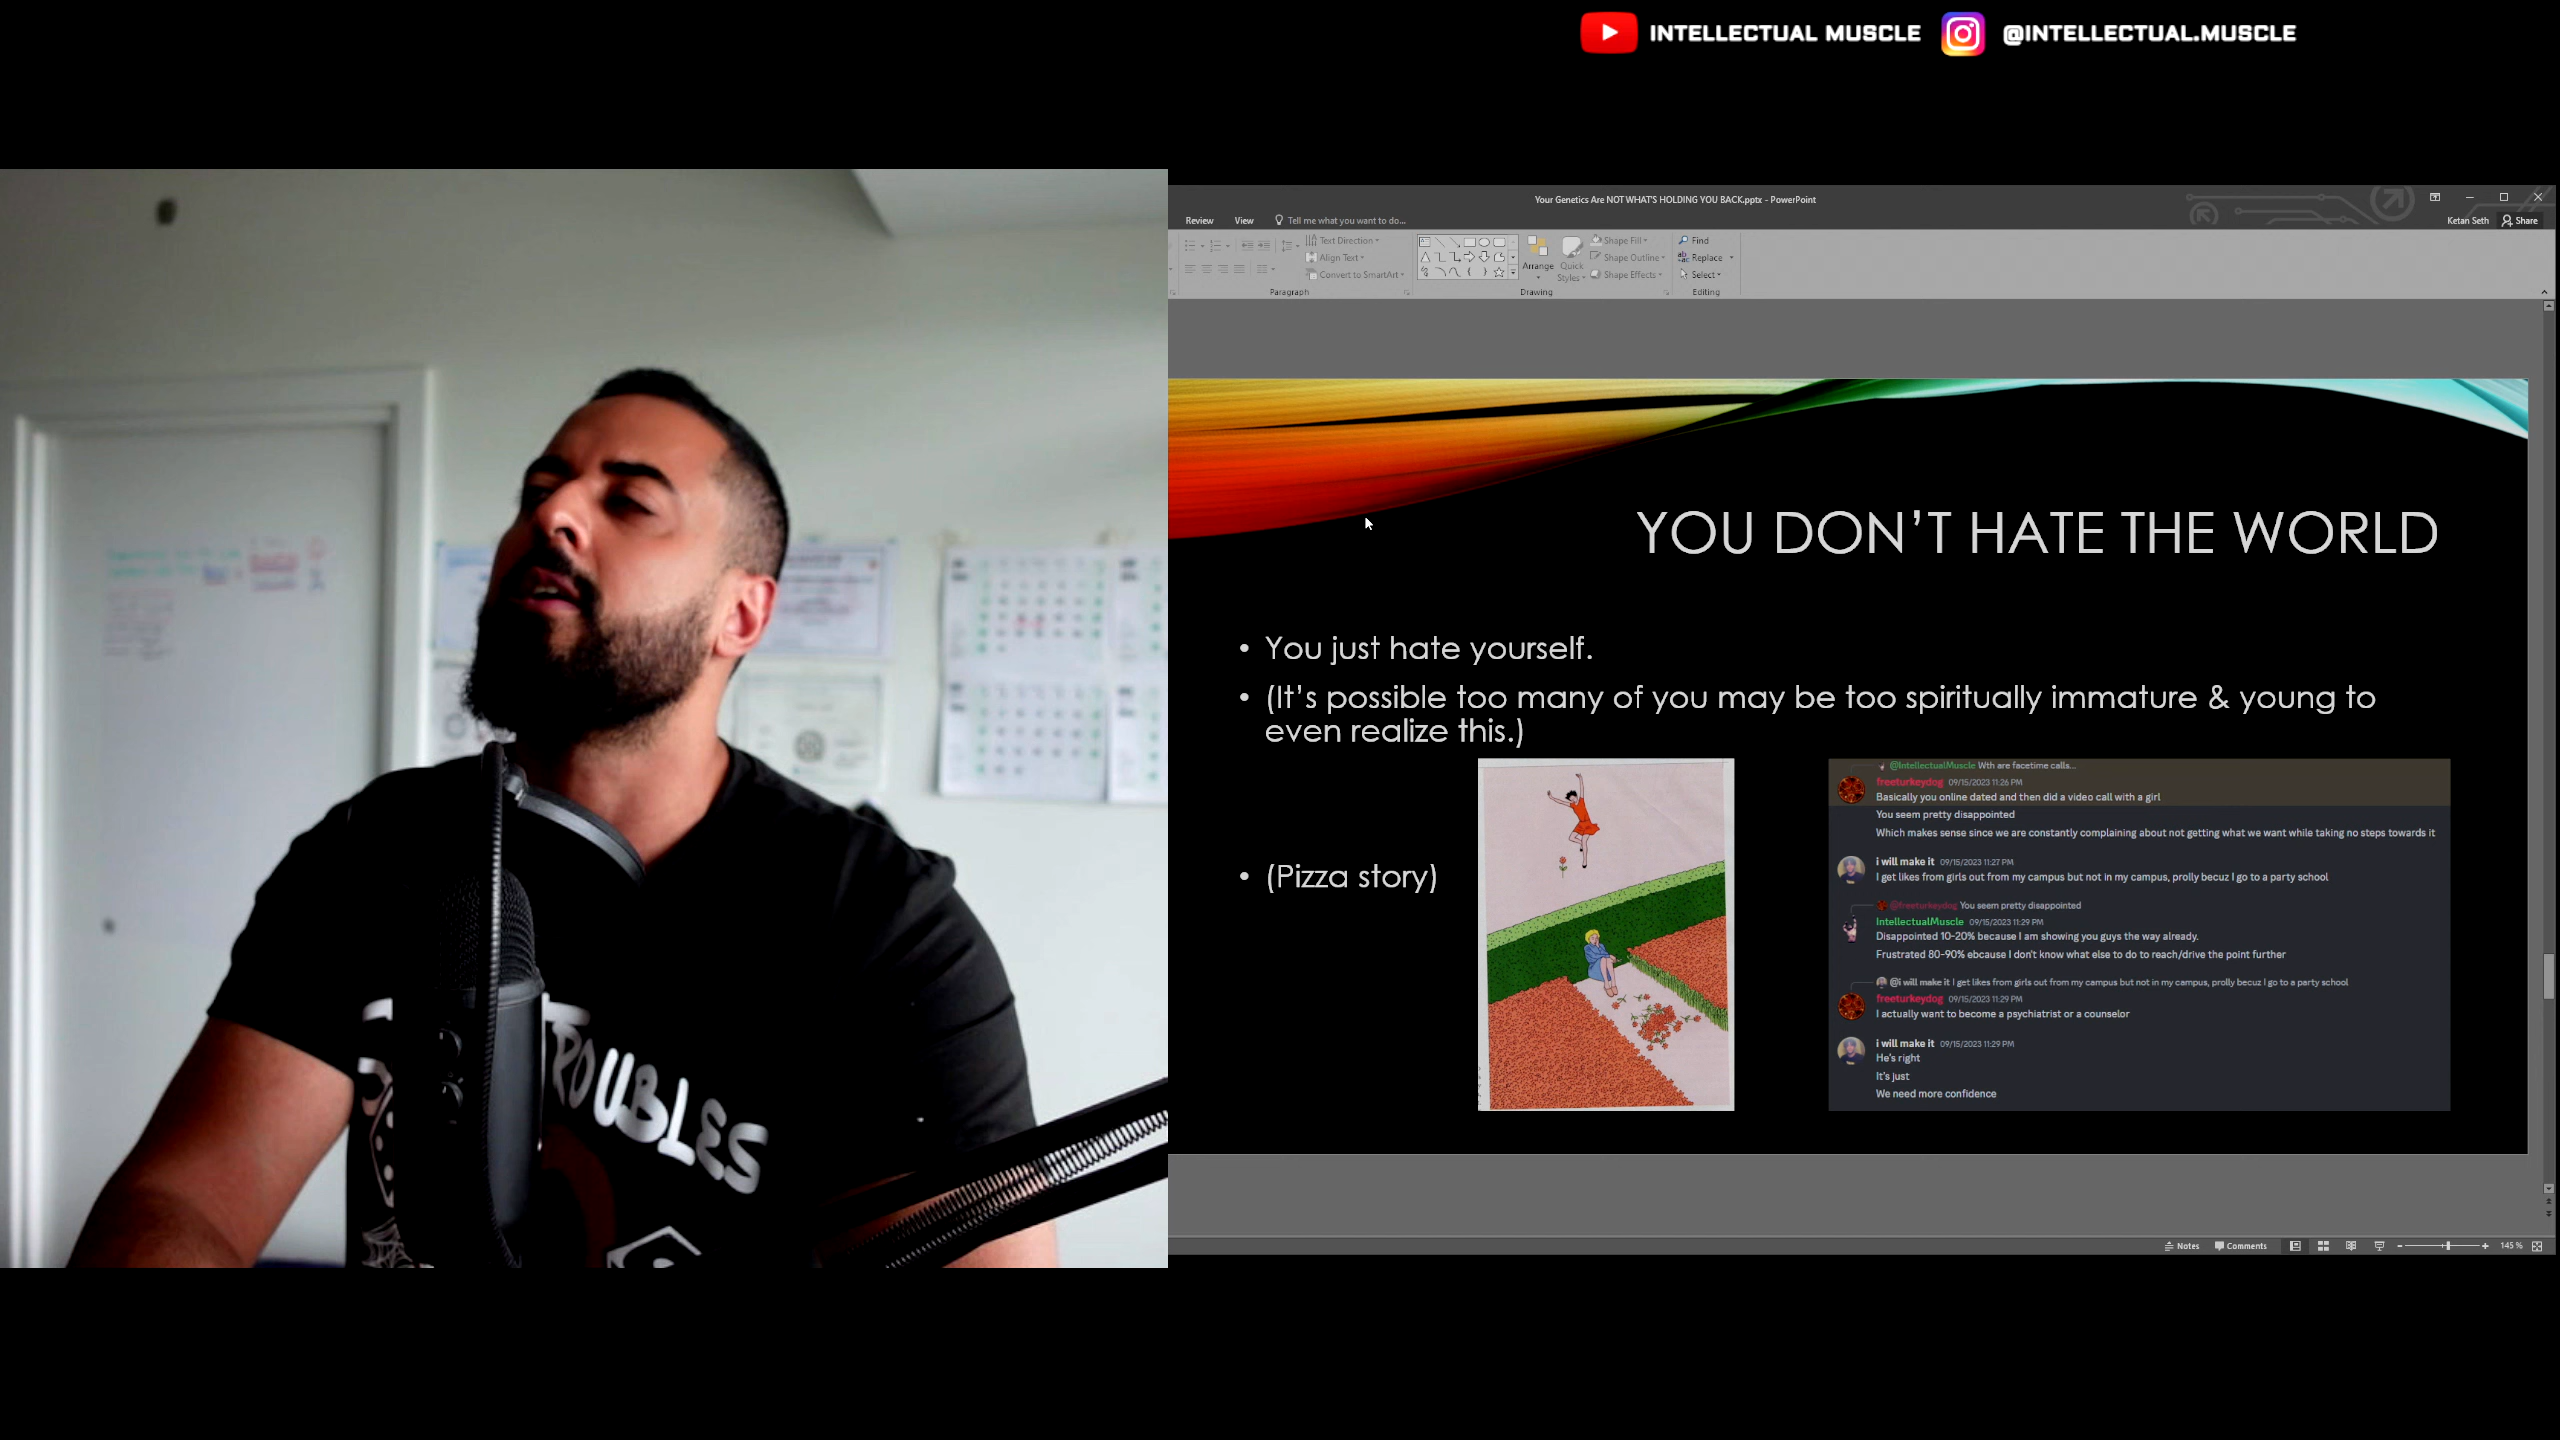 INTELLECTUAL MUSCLE @INTELLECTUAL.MUSCLE
Your Genetics Are NOT WHAT'S HOLDING YOU BACK.pptx - PowerPoint
Review View Tell me what you want to do... Ketan Seth Share
Text Direction
Align Text
Convert to SmartArt
Paragraph
Arrange
Quick Styles
Shape Fill
Shape Outline
Shape Effects
Drawing
Find
Replace
Select
Editing
YOU DON'T HATE THE WORLD
• You just hate yourself.
• (It's possible too many of you may be too spiritually immature & young to
even realize this.)
• (Pizza story)
@IntellectualMuscle Wth are facetime calls...
freeturkeydog 09/15/2023 11:26 PM
Basically you online dated and then did a video call with a girl
You seem pretty disappointed
Which makes sense since we are constantly complaining about not getting what we want while taking no steps towards it
i will make it 09/15/2023 11:27 PM
I get likes from girls out from my campus but not in my campus, prolly becuz I go to a party school
@freeturkeydog You seem pretty disappointed
IntellectualMuscle 09/15/2023 11:29 PM
Disappointed 10-20% because I am showing you guys the way already.
Frustrated 80-90% ebcause I don't know what else to do to reach/drive the point further
@i will make it I get likes from girls out from my campus but not in my campus, prolly becuz I go to a party school
freeturkeydog 09/15/2023 11:29 PM
I actually want to become a psychiatrist or a counselor
i will make it 09/15/2023 11:29 PM
He's right
It's just
We need more confidence
Notes Comments 145 %
TROUBLES